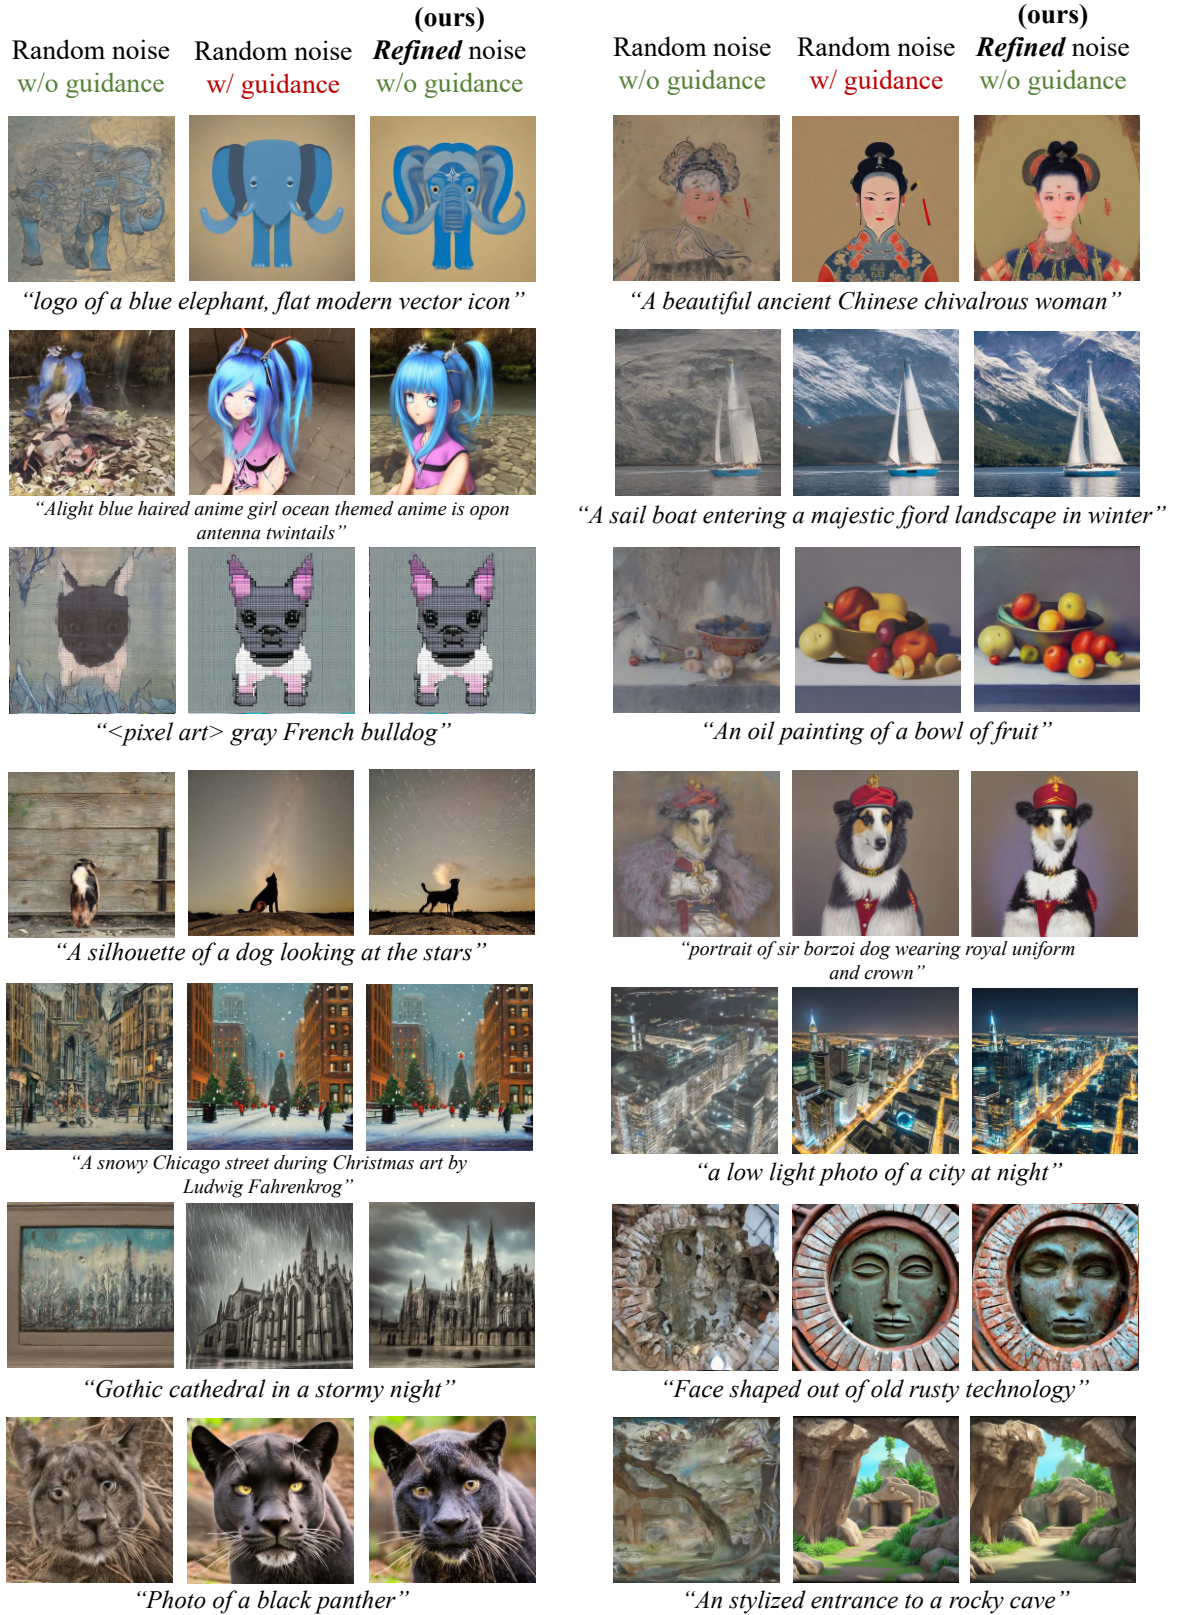 (ours)
Random noise Random noise Refined noise
w/o guidance w/ guidance w/o guidance
(ours)
Random noise Random noise Refined noise
w/o guidance w/ guidance w/o guidance
“logo of a blue elephant, flat modern vector icon”
“A beautiful ancient Chinese chivalrous woman”
“Alight blue haired anime girl ocean themed anime is opon
antenna twintails”
“A sail boat entering a majestic fjord landscape in winter”
“<pixel art> gray French bulldog”
“An oil painting of a bowl of fruit”
“A silhouette of a dog looking at the stars”
“portrait of sir borzoi dog wearing royal uniform
and crown”
“A snowy Chicago street during Christmas art by
Ludwig Fahrenkrog”
“a low light photo of a city at night”
“Gothic cathedral in a stormy night”
“Face shaped out of old rusty technology”
“Photo of a black panther”
“An stylized entrance to a rocky cave”